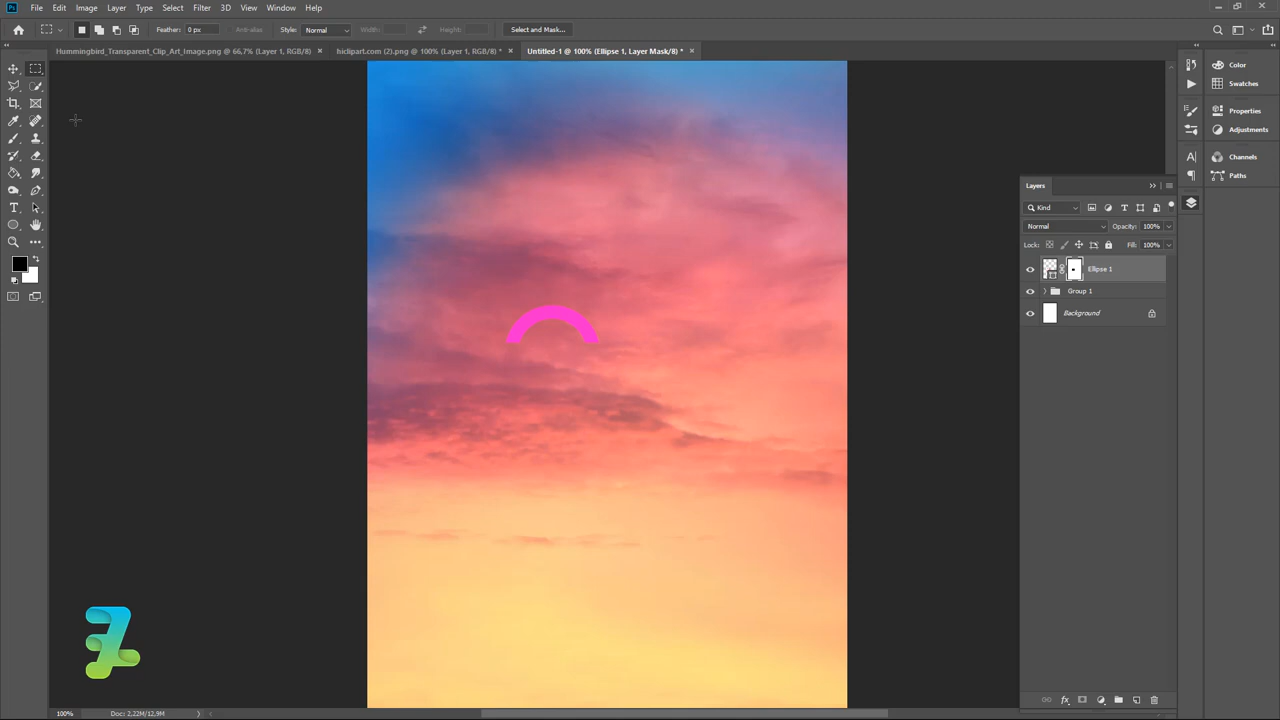 Ps File Edit Image Layer Type Select Filter 3D View Window Help
Feather: 0 px Anti-alias Style: Normal Width: Height: Select and Mask...
Hummingbird_Transparent_Clip_Art_Image.png @ 66,7% (Layer 1, RGB/8) × hiclipart.com (2).png @ 100% (Layer 1, RGB/8) * × Untitled-1 @ 100% (Ellipse 1, Layer Mask/8) * ×
Color
Swatches
Properties
Adjustments
Channels
Paths
Layers
Kind
Normal Opacity: 100%
Lock: Fill: 100%
Ellipse 1
Group 1
Background
100% Doc: 2,22M/12,9M